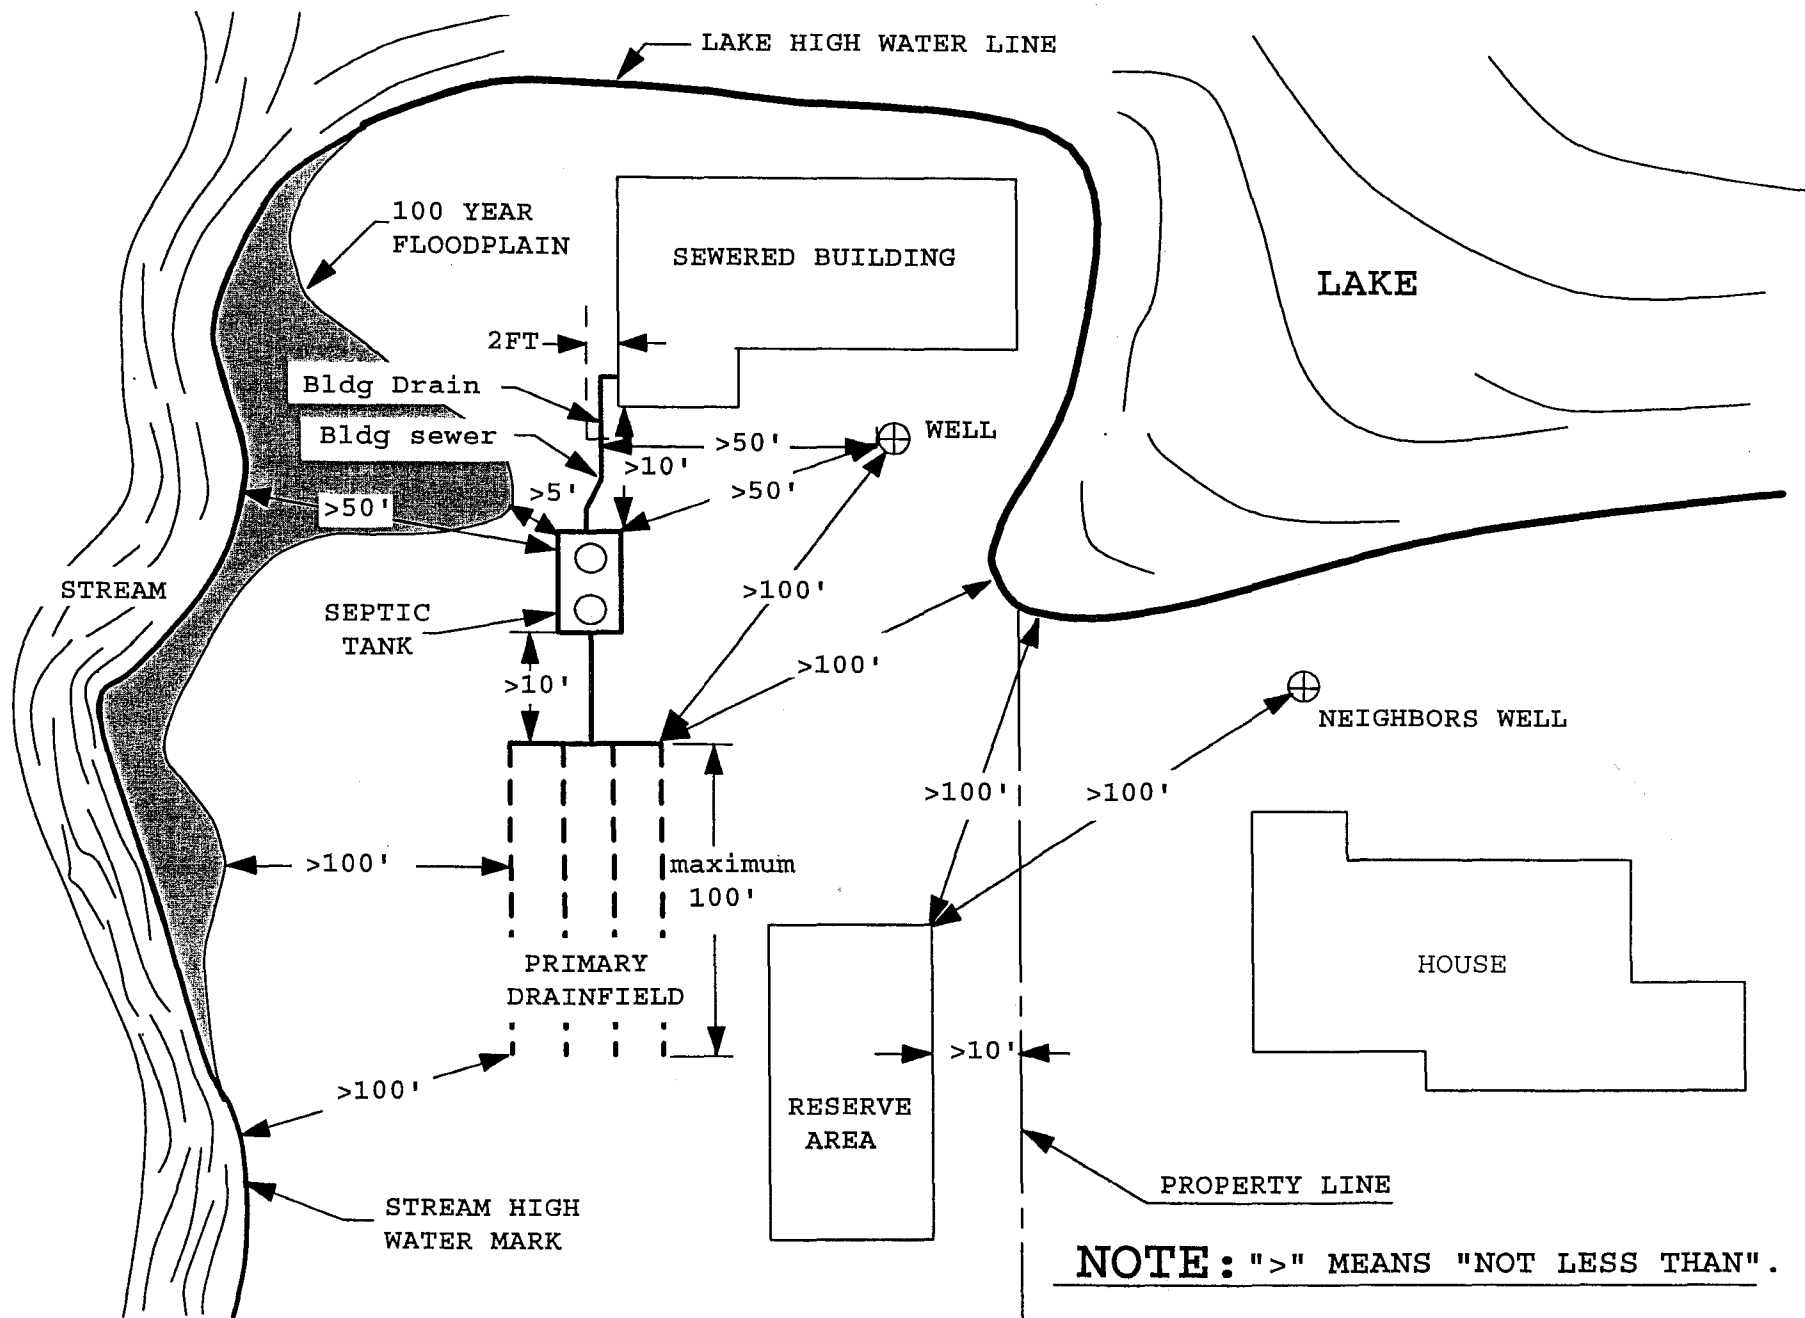 LAKE HIGH WATER LINE
100 YEAR
FLOODPLAIN
SEWERED BUILDING
LAKE
2FT
Bldg Drain
Bldg sewer
>50'
WELL
>10'
>5'
>50'
>50'
STREAM
>100'
SEPTIC
TANK
>100'
>10'
NEIGHBORS WELL
>100'
>100'
>100'
maximum
100'
PRIMARY
DRAINFIELD
HOUSE
>10'
>100'
RESERVE
AREA
PROPERTY LINE
STREAM HIGH
WATER MARK
NOTE: ">" MEANS "NOT LESS THAN".